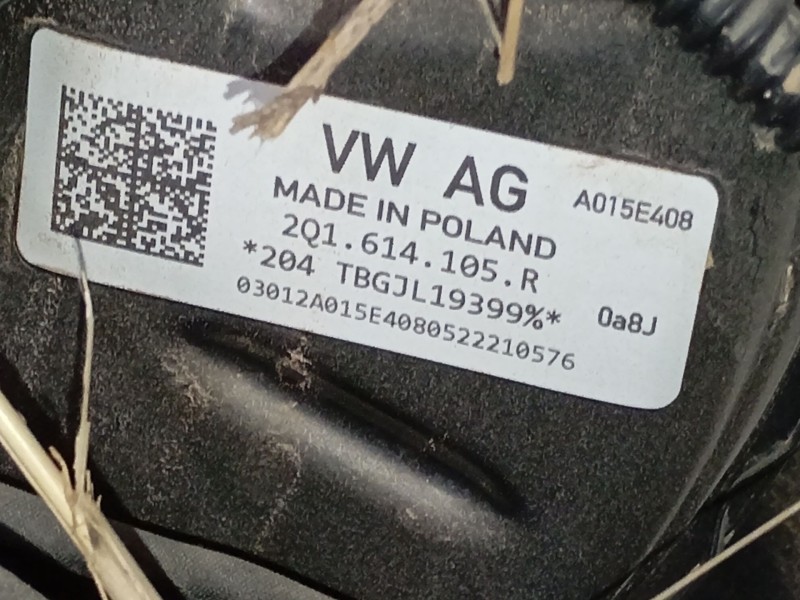 VW AG
A015E408
MADE IN POLAND
2Q1.614.105.R
*204 TBGJL19399%*
0a8J
03012A015E4080522210576